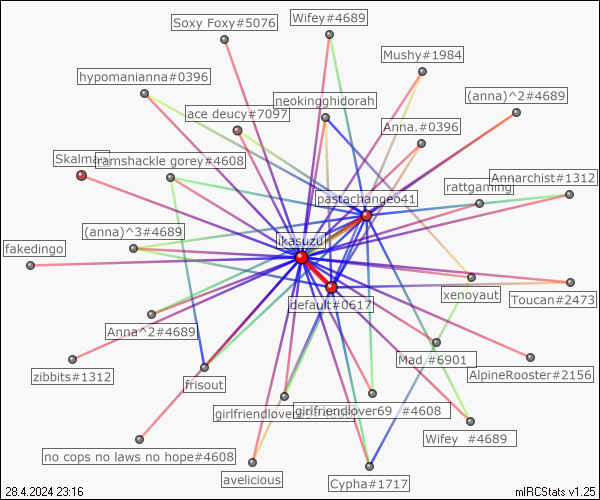 Soxy Foxy#5076
Wifey#4689
Mushy#1984
hypomanianna#0396
neokingghidorah
(anna)^2#4689
ace deucy#7097
Anna.#0396
Skalman
ramshackle gorey#4608
rattgaming
Annarchist#1312
pastachangeo41
(anna)^3#4689
ikasuzu
fakedingo
default#0617
xenoyaut
Toucan#2473
Anna^2#4689
Mad #6901
zibbits#1312
frisout
AlpineRooster#2156
girlfriendlover69 #4608
Wifey #4689
no cops no laws no hope#4608
avelicious
Cypha#1717
28.4.2024 23:16
mIRCStats v1.25